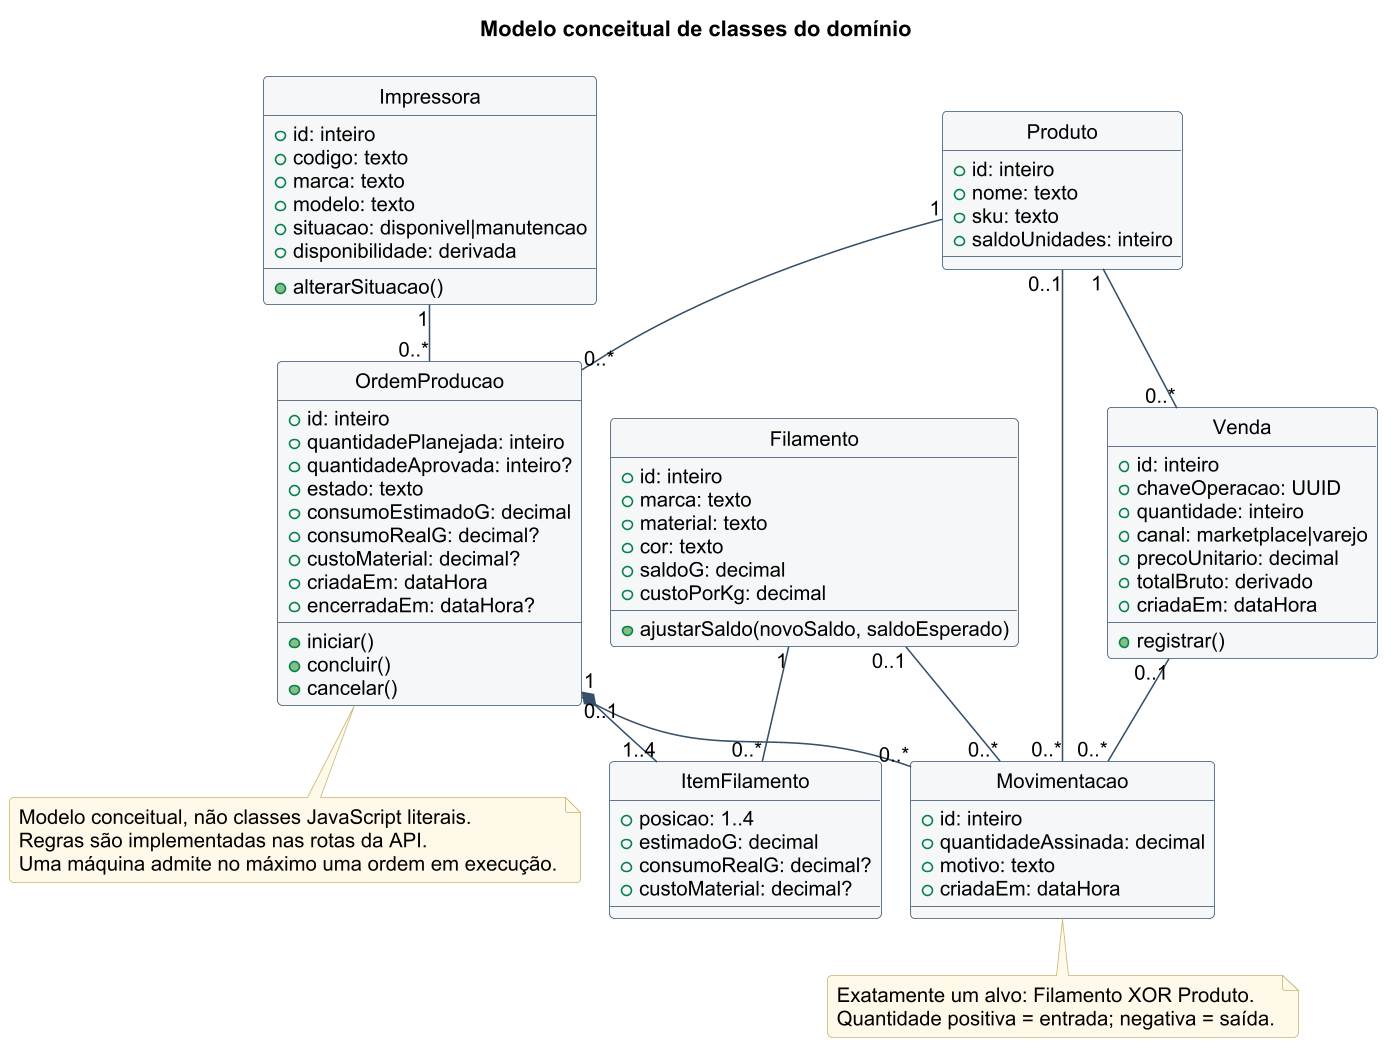 Modelo conceitual de classes do domínio
Impressora
id: inteiro
codigo: texto
marca: texto
modelo: texto
situacao: disponivel|manutencao
disponibilidade: derivada
alterarSituacao()
Produto
id: inteiro
nome: texto
sku: texto
saldoUnidades: inteiro
1
0..*
1
0..*
0..1
1
0..*
OrdemProducao
id: inteiro
quantidadePlanejada: inteiro
quantidadeAprovada: inteiro?
estado: texto
consumoEstimadoG: decimal
consumoRealG: decimal?
custoMaterial: decimal?
criadaEm: dataHora
encerradaEm: dataHora?
iniciar()
concluir()
cancelar()
Filamento
id: inteiro
marca: texto
material: texto
cor: texto
saldoG: decimal
custoPorKg: decimal
ajustarSaldo(novoSaldo, saldoEsperado)
Venda
id: inteiro
chaveOperacao: UUID
quantidade: inteiro
canal: marketplace|varejo
precoUnitario: decimal
totalBruto: derivado
criadaEm: dataHora
registrar()
1
0..1
1
0..1
0..1
1..4
0..*
0..*
0..*
0..*
0..*
ItemFilamento
posicao: 1..4
estimadoG: decimal
consumoRealG: decimal?
custoMaterial: decimal?
Movimentacao
id: inteiro
quantidadeAssinada: decimal
motivo: texto
criadaEm: dataHora
Modelo conceitual, não classes JavaScript literais.
Regras são implementadas nas rotas da API.
Uma máquina admite no máximo uma ordem em execução.
Exatamente um alvo: Filamento XOR Produto.
Quantidade positiva = entrada; negativa = saída.